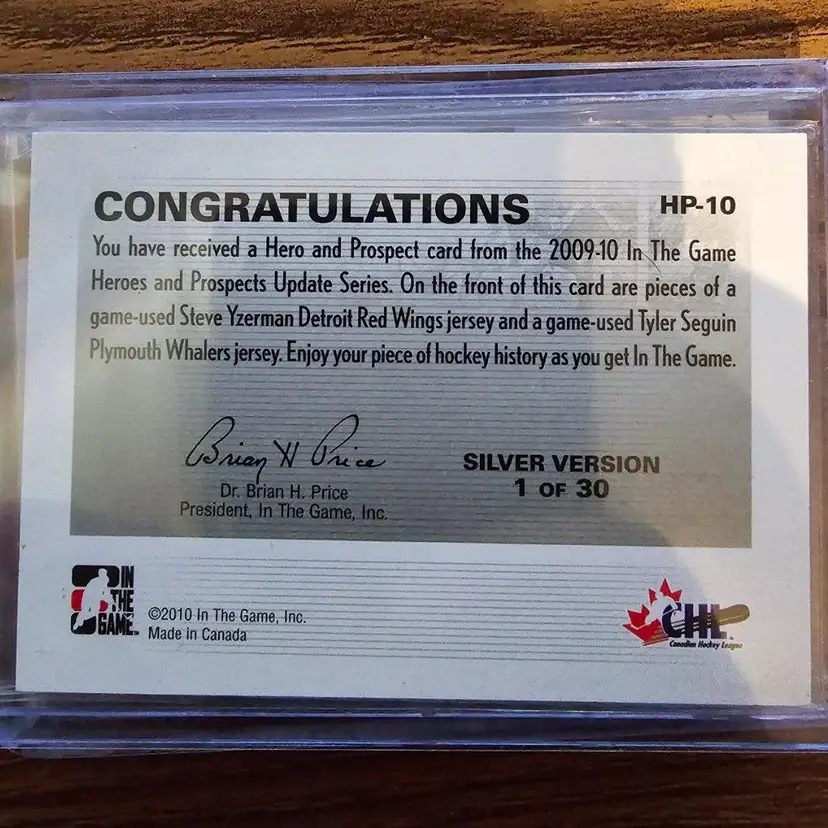 CONGRATULATIONS HP-10
You have received a Hero and Prospect card from the 2009-10 In The Game
Heroes and Prospects Update Series. On the front of this card are pieces of a
game-used Steve Yzerman Detroit Red Wings jersey and a game-used Tyler Seguin
Plymouth Whalers jersey. Enjoy your piece of hockey history as you get In The Game.
Brian H Price
Dr. Brian H. Price
President, In The Game, Inc.
SILVER VERSION
1 OF 30
IN
THE
GAME.
©2010 In The Game, Inc.
Made in Canada
CHL
Canadian Hockey League